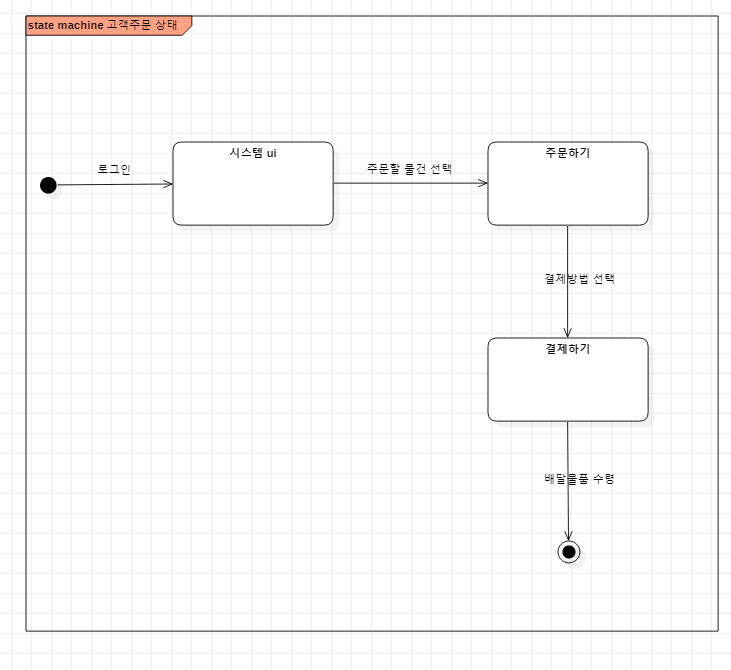 state machine 고객주문 상태
시스템 ui
주문하기
로그인
주문할 물건 선택
결제방법 선택
결제하기
배달물품 수령